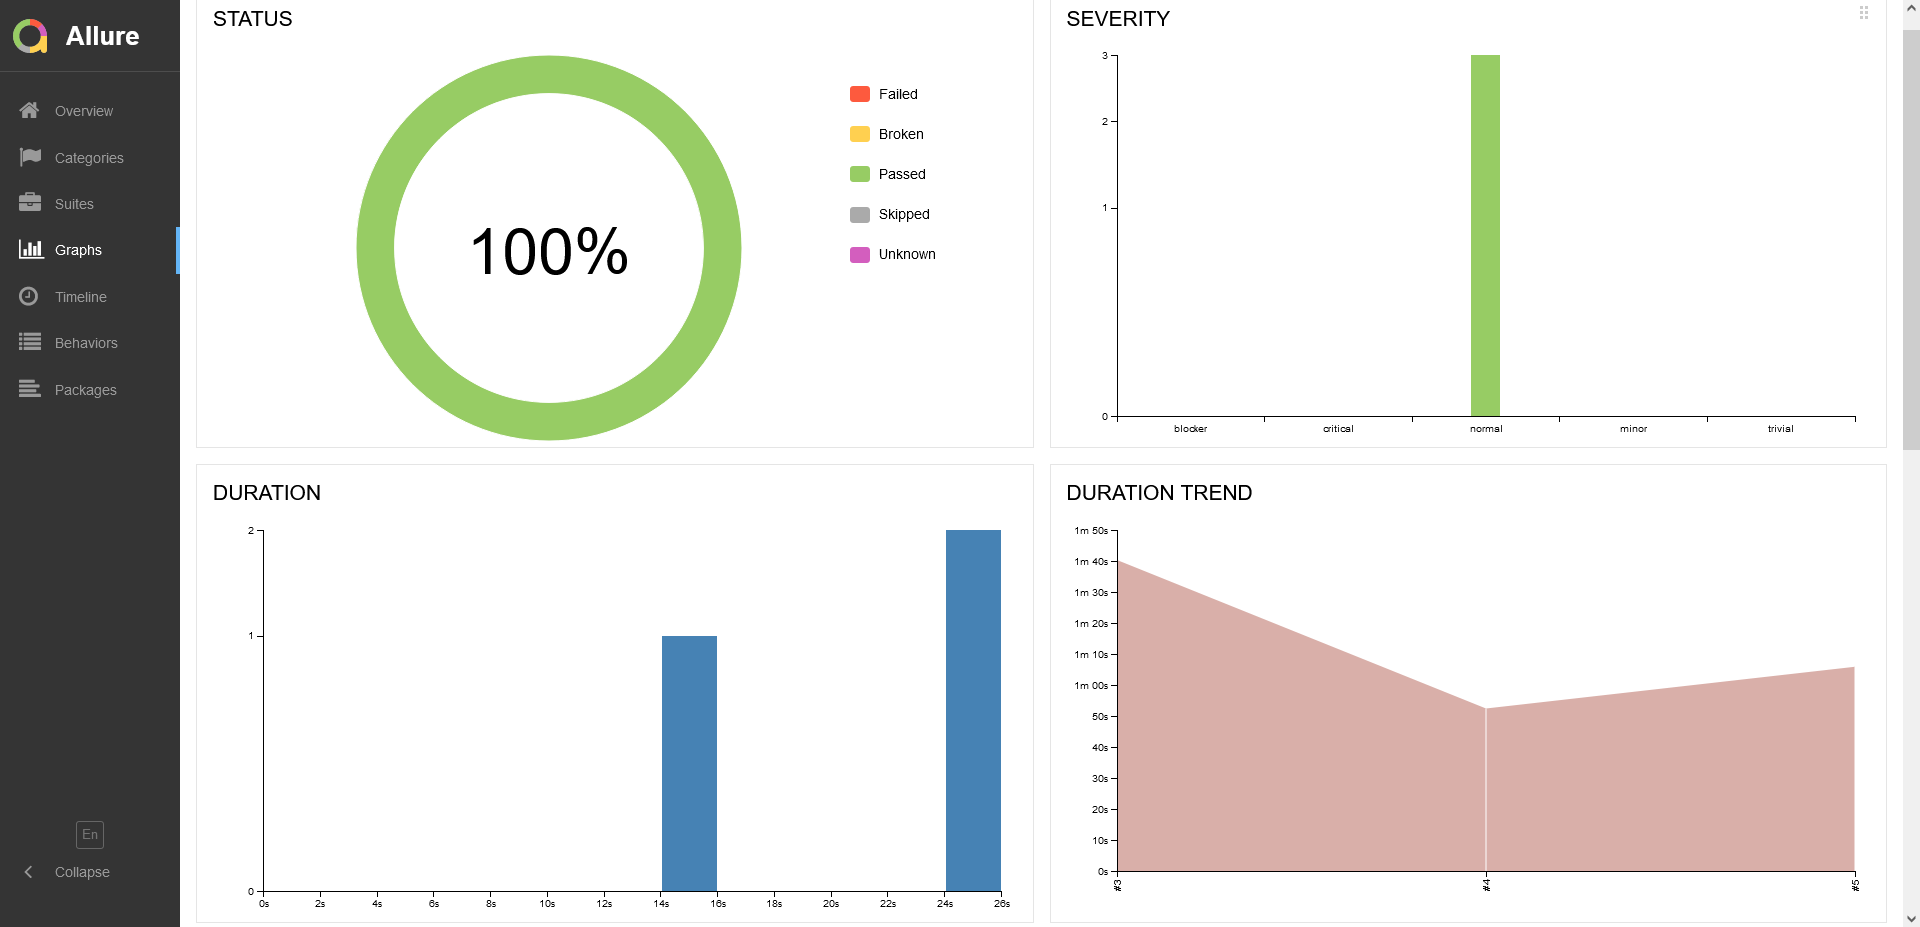 Allure
Overview
Categories
Suites
Graphs
Timeline
Behaviors
Packages
En
Collapse
STATUS
100%
Failed
Broken
Passed
Skipped
Unknown
SEVERITY
3
2
1
0
blocker critical normal minor trivial
DURATION
2
1
0
0s 2s 4s 6s 8s 10s 12s 14s 16s 18s 20s 22s 24s 26s
DURATION TREND
1m 50s
1m 40s
1m 30s
1m 20s
1m 10s
1m 00s
50s
40s
30s
20s
10s
0s
#3 #4 #5